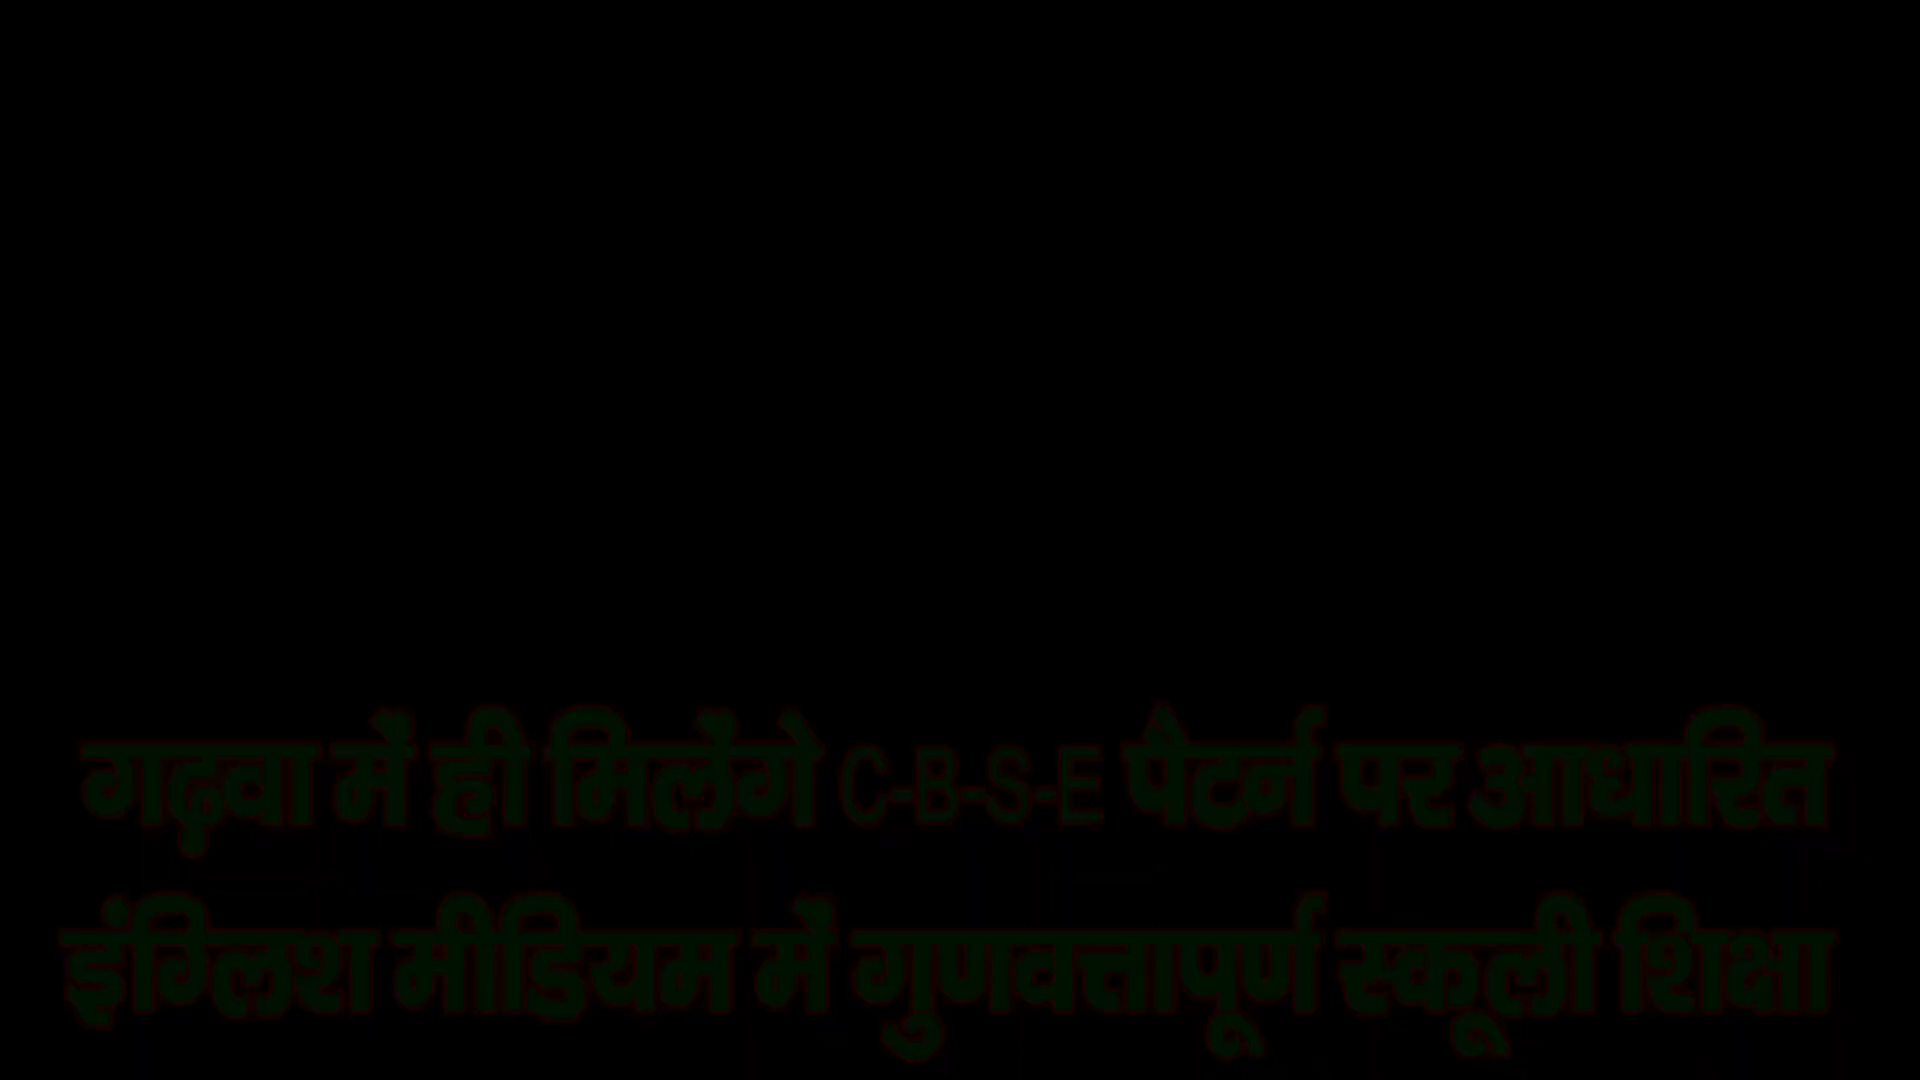 गढ़वा में ही मिलेंगे C-B-S-E पैटर्न पर आधारित
इंग्लिश मीडियम में गुणवत्तापूर्ण स्कूली शिक्षा